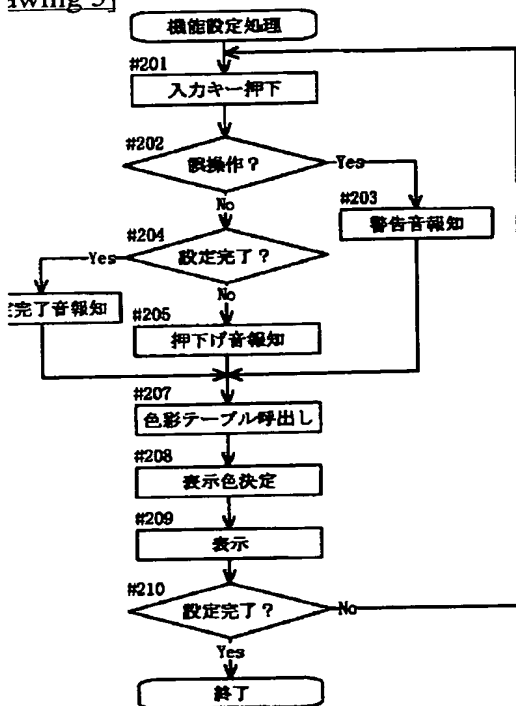 awing 5]
機能設定処理
#201
入力キー押下
#202
誤操作?
Yes
#203
警告音報知
No
#204
設定完了?
Yes
完了音報知
No
#205
押下げ音報知
#207
色彩テーブル呼出し
#208
表示色決定
#209
表示
#210
設定完了?
No
Yes
終了